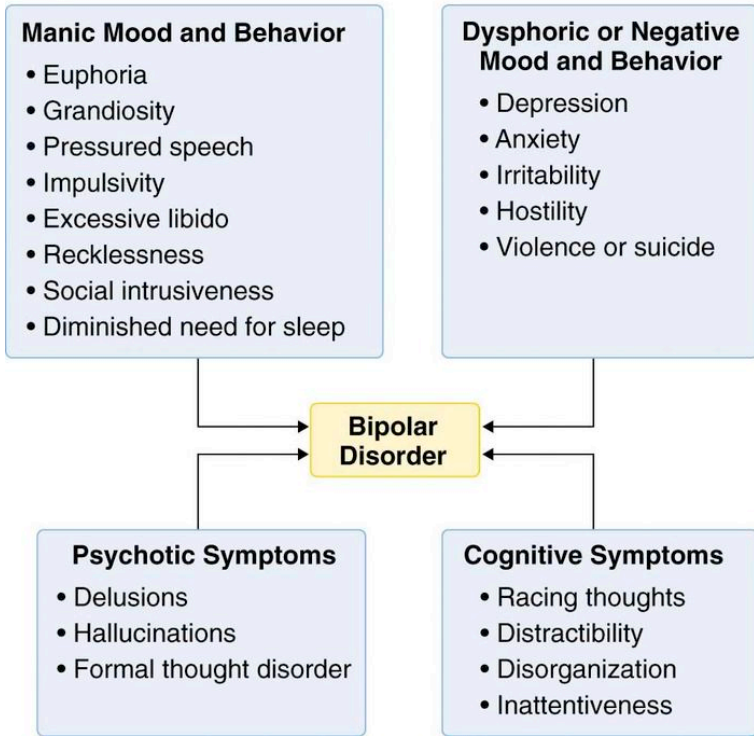 Manic Mood and Behavior
• Euphoria
• Grandiosity
• Pressured speech
• Impulsivity
• Excessive libido
• Recklessness
• Social intrusiveness
• Diminished need for sleep
Dysphoric or Negative
Mood and Behavior
• Depression
• Anxiety
• Irritability
• Hostility
• Violence or suicide
Bipolar
Disorder
Psychotic Symptoms
• Delusions
• Hallucinations
• Formal thought disorder
Cognitive Symptoms
• Racing thoughts
• Distractibility
• Disorganization
• Inattentiveness